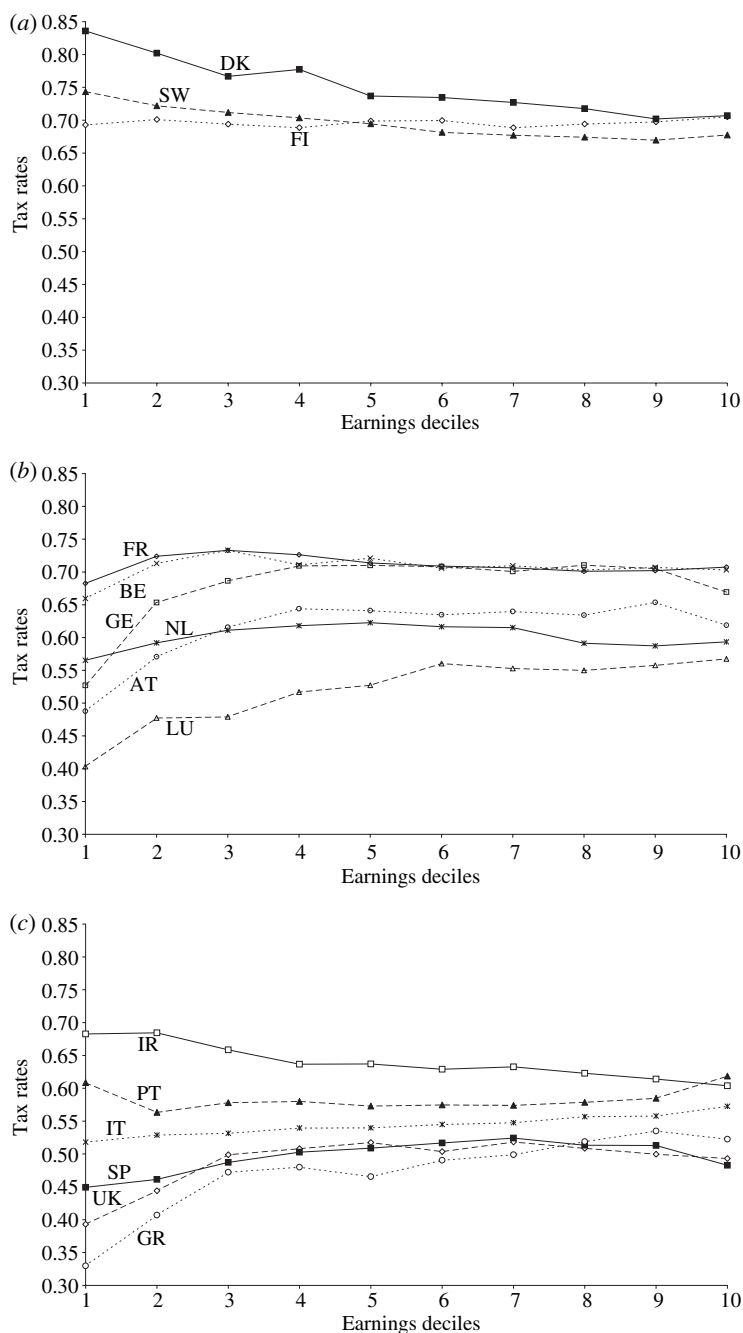 (a)
0.85
0.80
0.75
0.70
0.65
0.60
0.55
0.50
0.45
0.40
0.35
0.30
Tax rates
DK
SW
FI
1 2 3 4 5 6 7 8 9 10
Earnings deciles
(b)
0.85
0.80
0.75
0.70
0.65
0.60
0.55
0.50
0.45
0.40
0.35
0.30
Tax rates
FR
BE
GE
NL
AT
LU
1 2 3 4 5 6 7 8 9 10
Earnings deciles
(c)
0.85
0.80
0.75
0.70
0.65
0.60
0.55
0.50
0.45
0.40
0.35
0.30
Tax rates
IR
PT
IT
SP
UK
GR
1 2 3 4 5 6 7 8 9 10
Earnings deciles